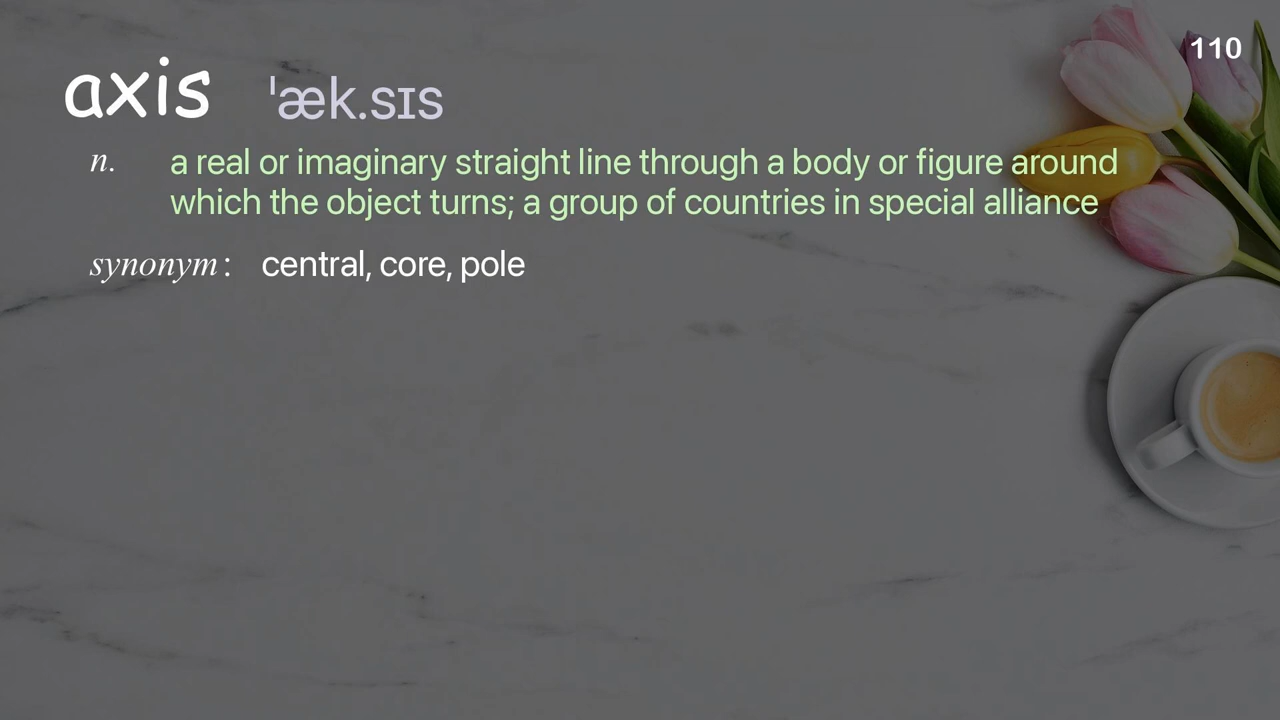 110
axis ˈæk.sɪs
n. a real or imaginary straight line through a body or figure around
which the object turns; a group of countries in special alliance
synonym: central, core, pole